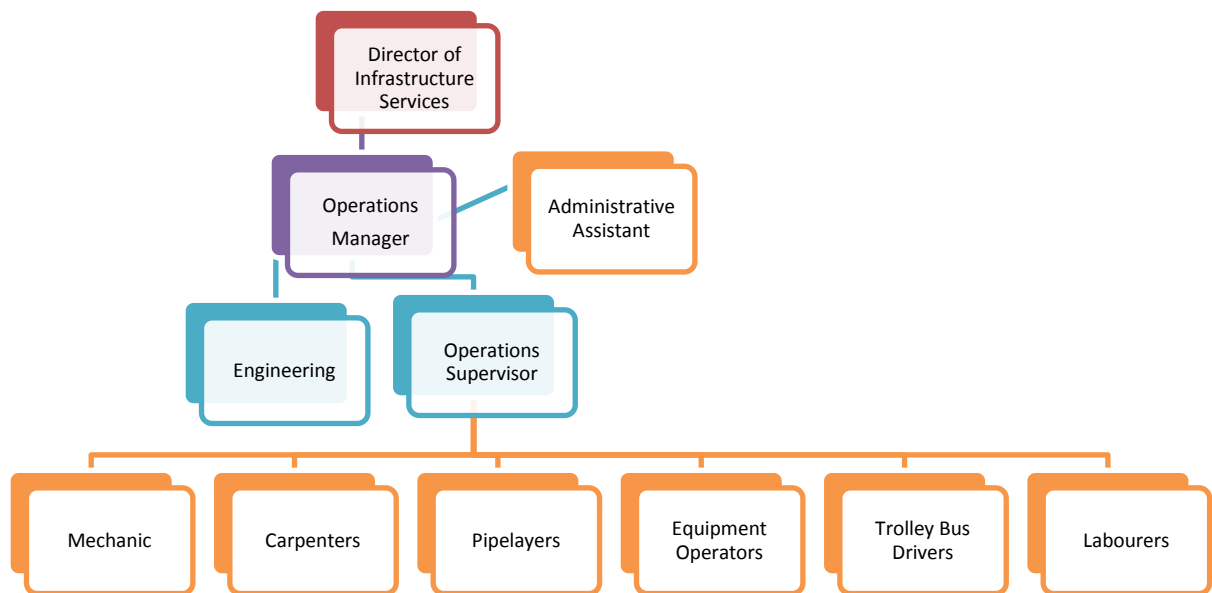 Director of
Infrastructure
Services
Operations
Manager
Administrative
Assistant
Engineering
Operations
Supervisor
Mechanic
Carpenters
Pipelayers
Equipment
Operators
Trolley Bus
Drivers
Labourers